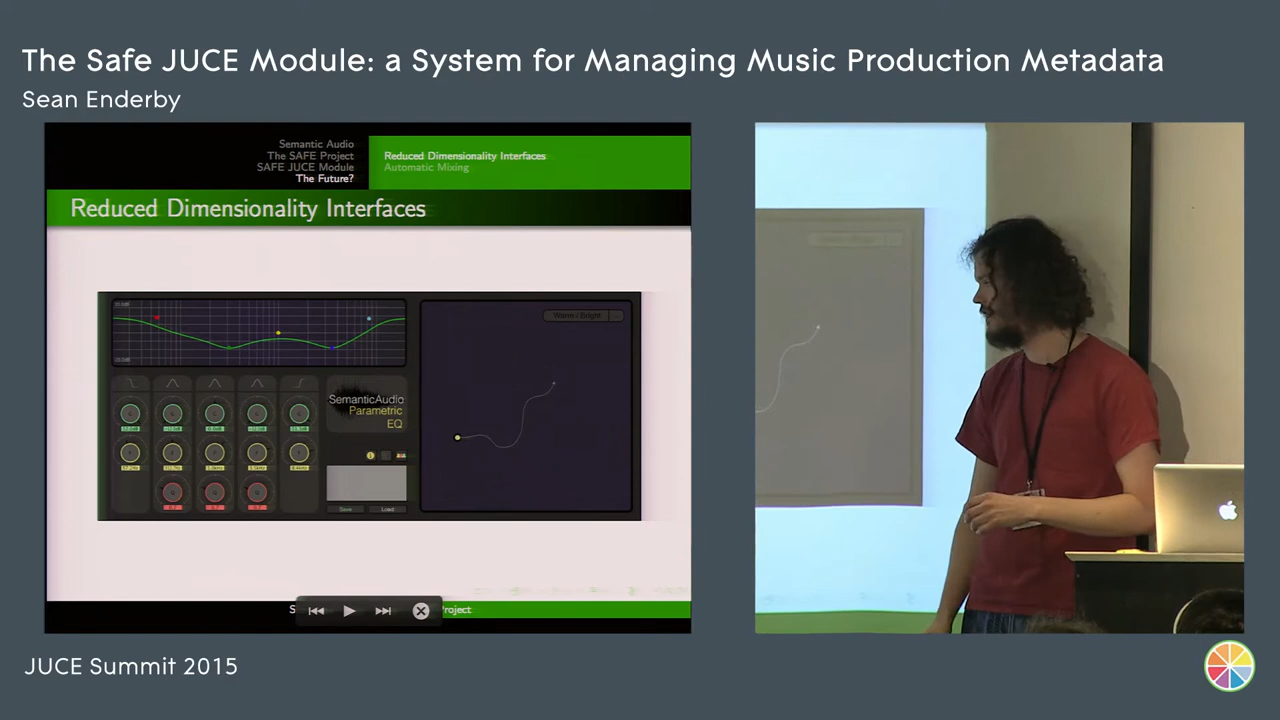 The Safe JUCE Module: a System for Managing Music Production Metadata
Sean Enderby
Semantic Audio
The SAFE Project
SAFE JUCE Module
The Future?
Reduced Dimensionality Interfaces
Automatic Mixing
Reduced Dimensionality Interfaces
Warm / Bright
SemanticAudio
Parametric
EQ
Save
Load
S
roject
JUCE Summit 2015